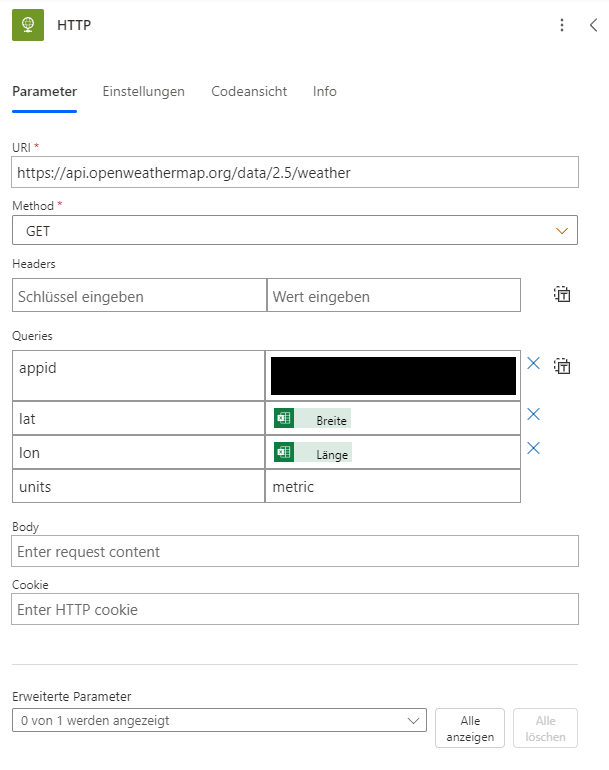 HTTP
Parameter Einstellungen Codeansicht Info
URI *
https://api.openweathermap.org/data/2.5/weather
Method *
GET
Headers
Schlüssel eingeben Wert eingeben
Queries
appid
lat Breite
lon Länge
units metric
Body
Enter request content
Cookie
Enter HTTP cookie
Erweiterte Parameter
0 von 1 werden angezeigt
Alle anzeigen
Alle löschen